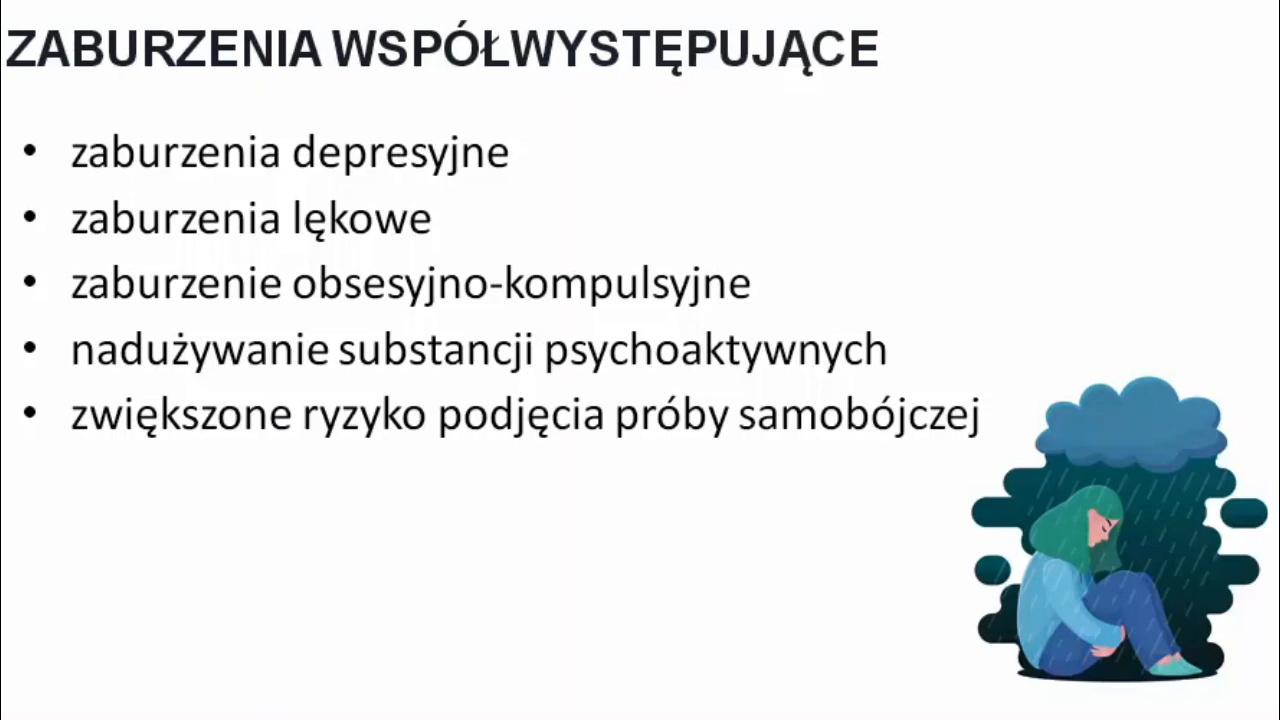 ZABURZENIA WSPÓŁWYSTĘPUJĄCE
• zaburzenia depresyjne
• zaburzenia lękowe
• zaburzenie obsesyjno-kompulsyjne
• nadużywanie substancji psychoaktywnych
• zwiększone ryzyko podjęcia próby samobójczej